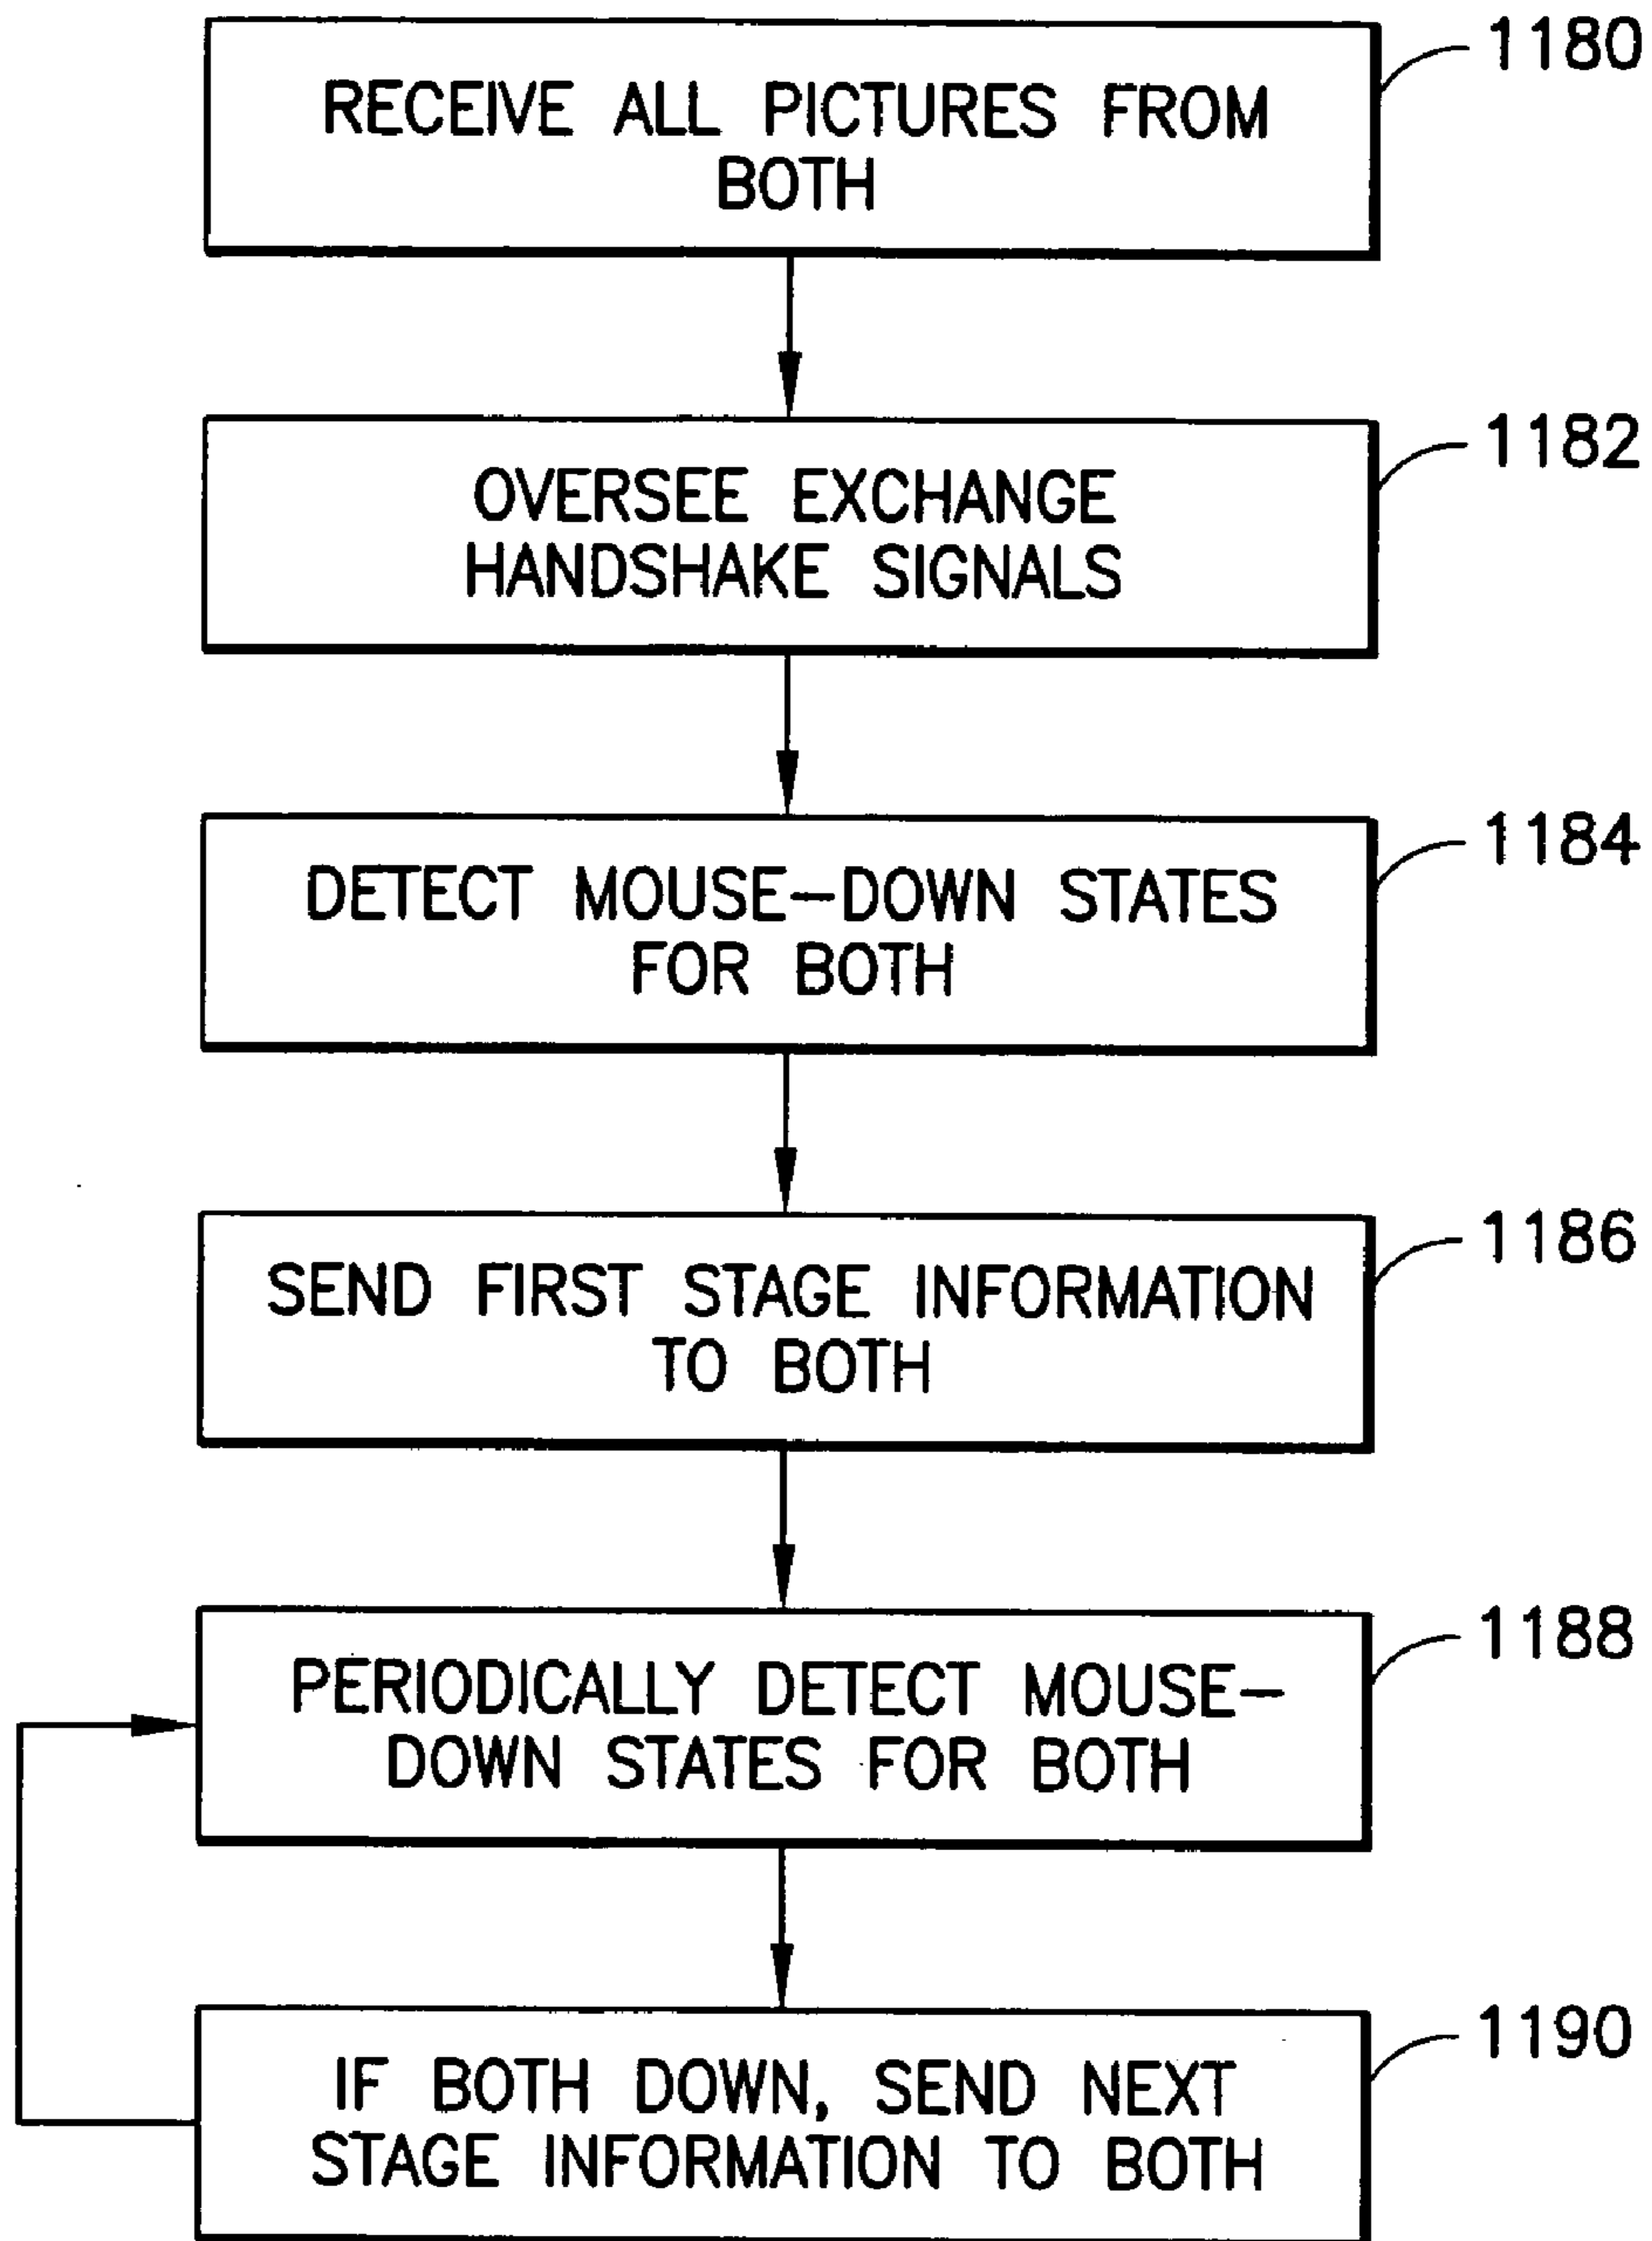 1180
RECEIVE ALL PICTURES FROM
BOTH
1182
OVERSEE EXCHANGE
HANDSHAKE SIGNALS
1184
DETECT MOUSE-DOWN STATES
FOR BOTH
1186
SEND FIRST STAGE INFORMATION
TO BOTH
1188
PERIODICALLY DETECT MOUSE-
DOWN STATES FOR BOTH
1190
IF BOTH DOWN, SEND NEXT
STAGE INFORMATION TO BOTH